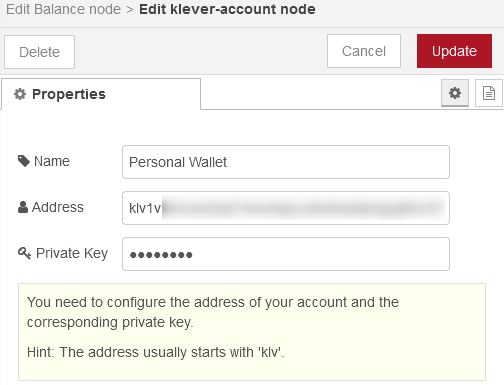 Edit Balance node > Edit klever-account node
Delete
Cancel
Update
Properties
Name
Personal Wallet
Address
klv1v
Private Key
••••••••
You need to configure the address of your account and the
corresponding private key.
Hint: The address usually starts with 'klv'.